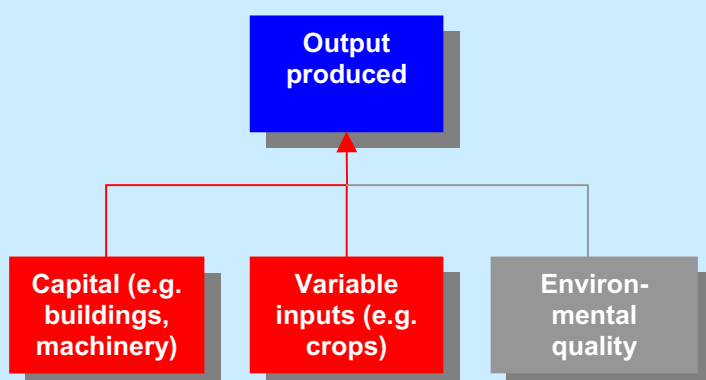 Output
produced
Capital (e.g.
buildings,
machinery)
Variable
inputs (e.g.
crops)
Environ-
mental
quality